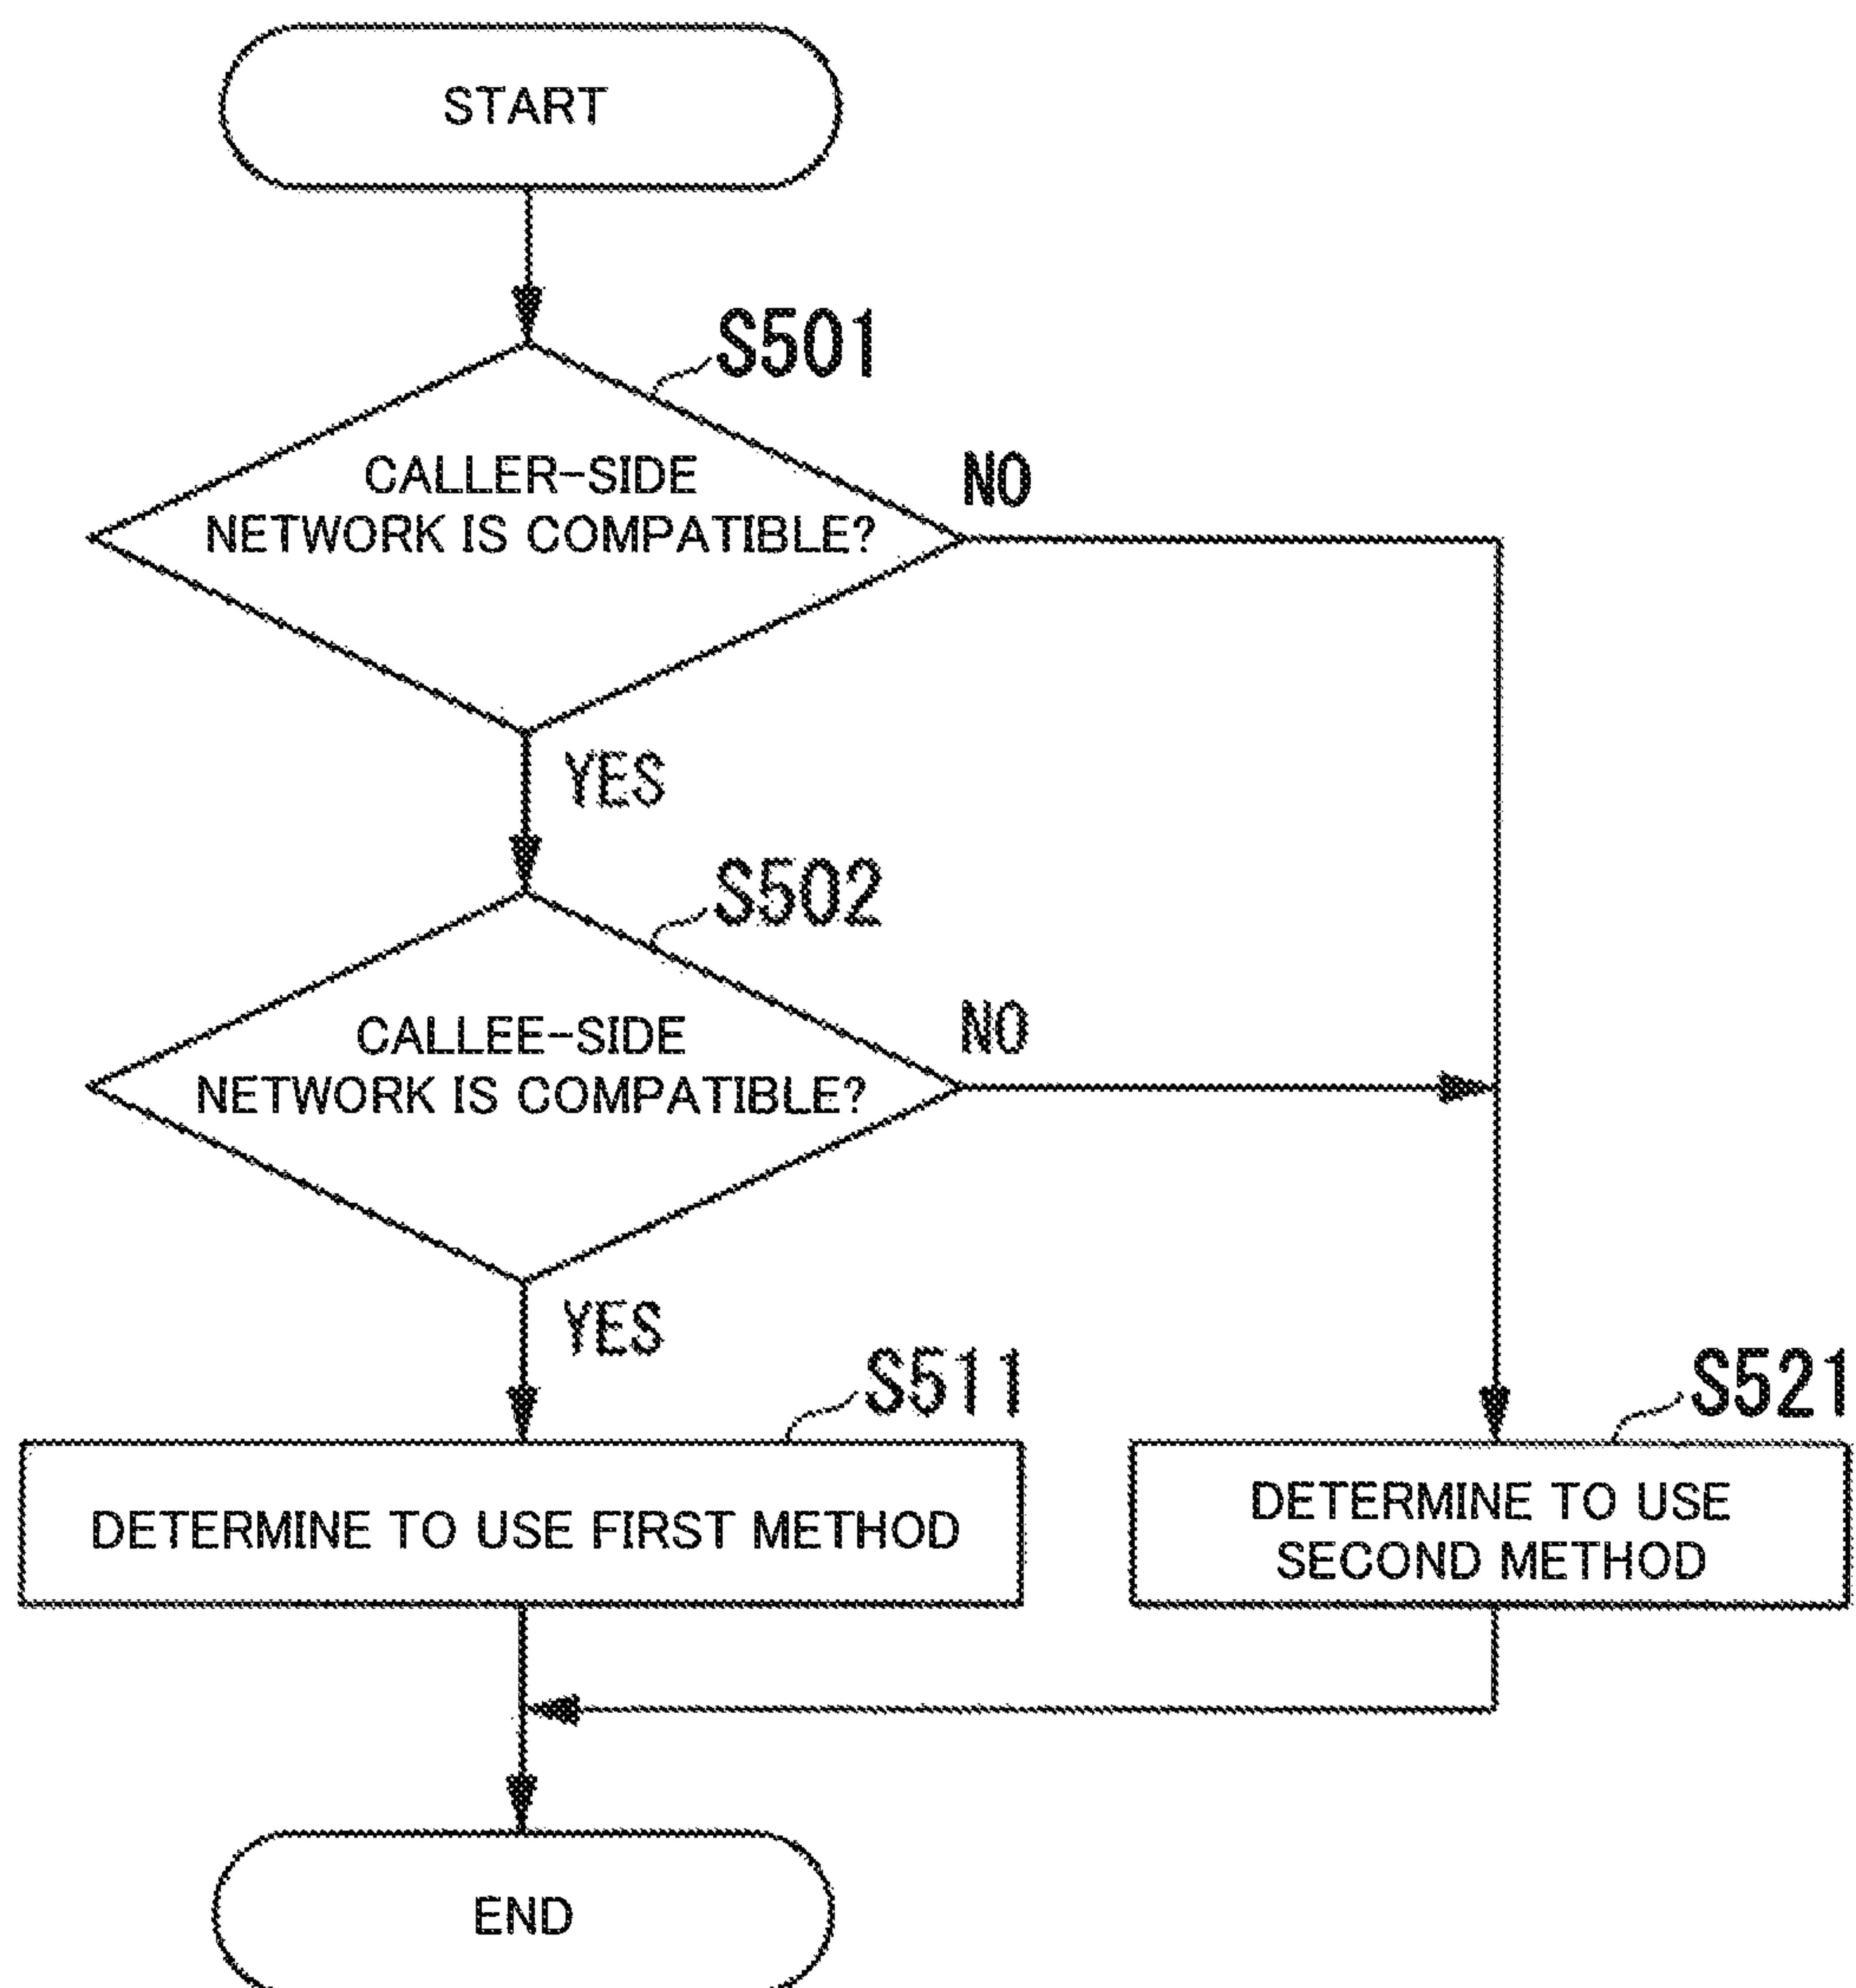 START
S501
CALLER-SIDE
NETWORK IS COMPATIBLE?
NO
YES
S502
CALLEE-SIDE
NETWORK IS COMPATIBLE?
NO
YES
S511
DETERMINE TO USE FIRST METHOD
S521
DETERMINE TO USE
SECOND METHOD
END